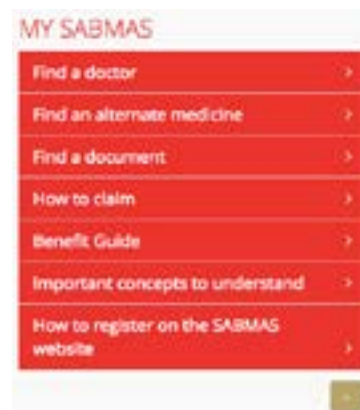 MY SABMAS
Find a doctor
Find an alternate medicine
Find a document
How to claim
Benefit Guide
Important concepts to understand
How to register on the SABMAS
website